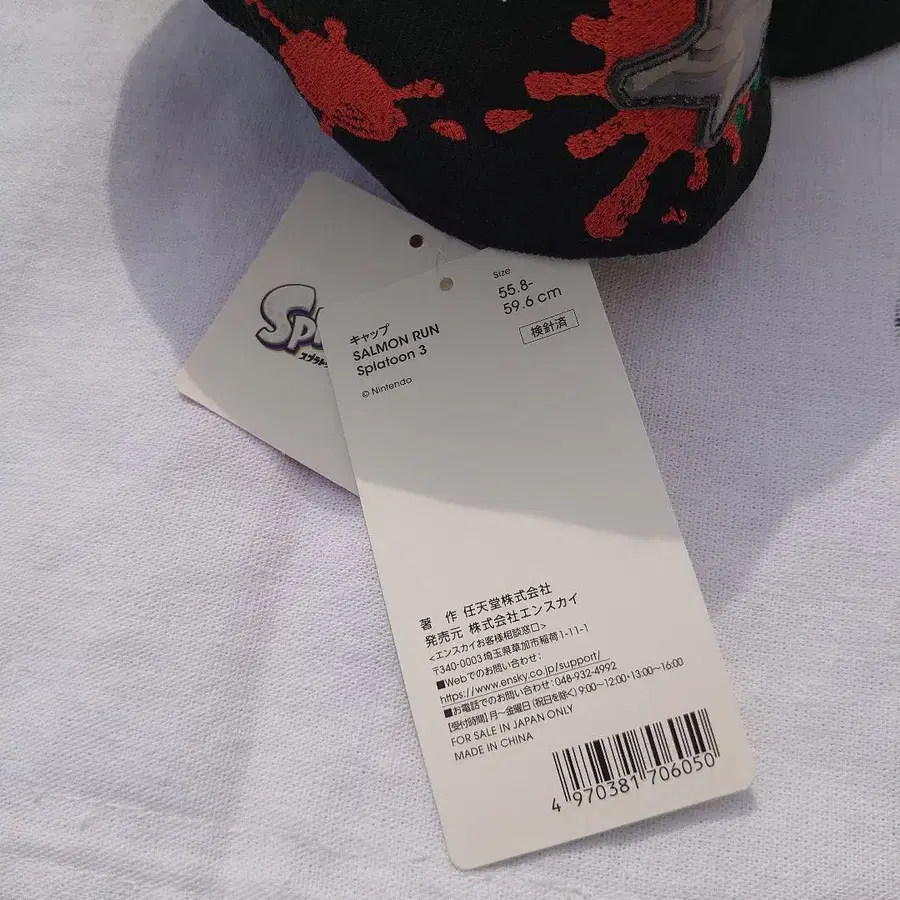 キャップ
SALMON RUN
Splatoon 3
© Nintendo
Size
55.8-
59.6 cm
検針済
著 作 任天堂株式会社
発売元 株式会社エンスカイ
<エンスカイお客様相談窓口>
〒340-0003 埼玉県草加市稲荷1-11-1
■Webでのお問い合わせ:
https://www.ensky.co.jp/support/
■お電話でのお問い合わせ:048-932-4992
【受付時間】月〜金曜日(祝日を除く) 9:00〜12:00・13:00〜16:00
FOR SALE IN JAPAN ONLY
MADE IN CHINA
4 970381 706050